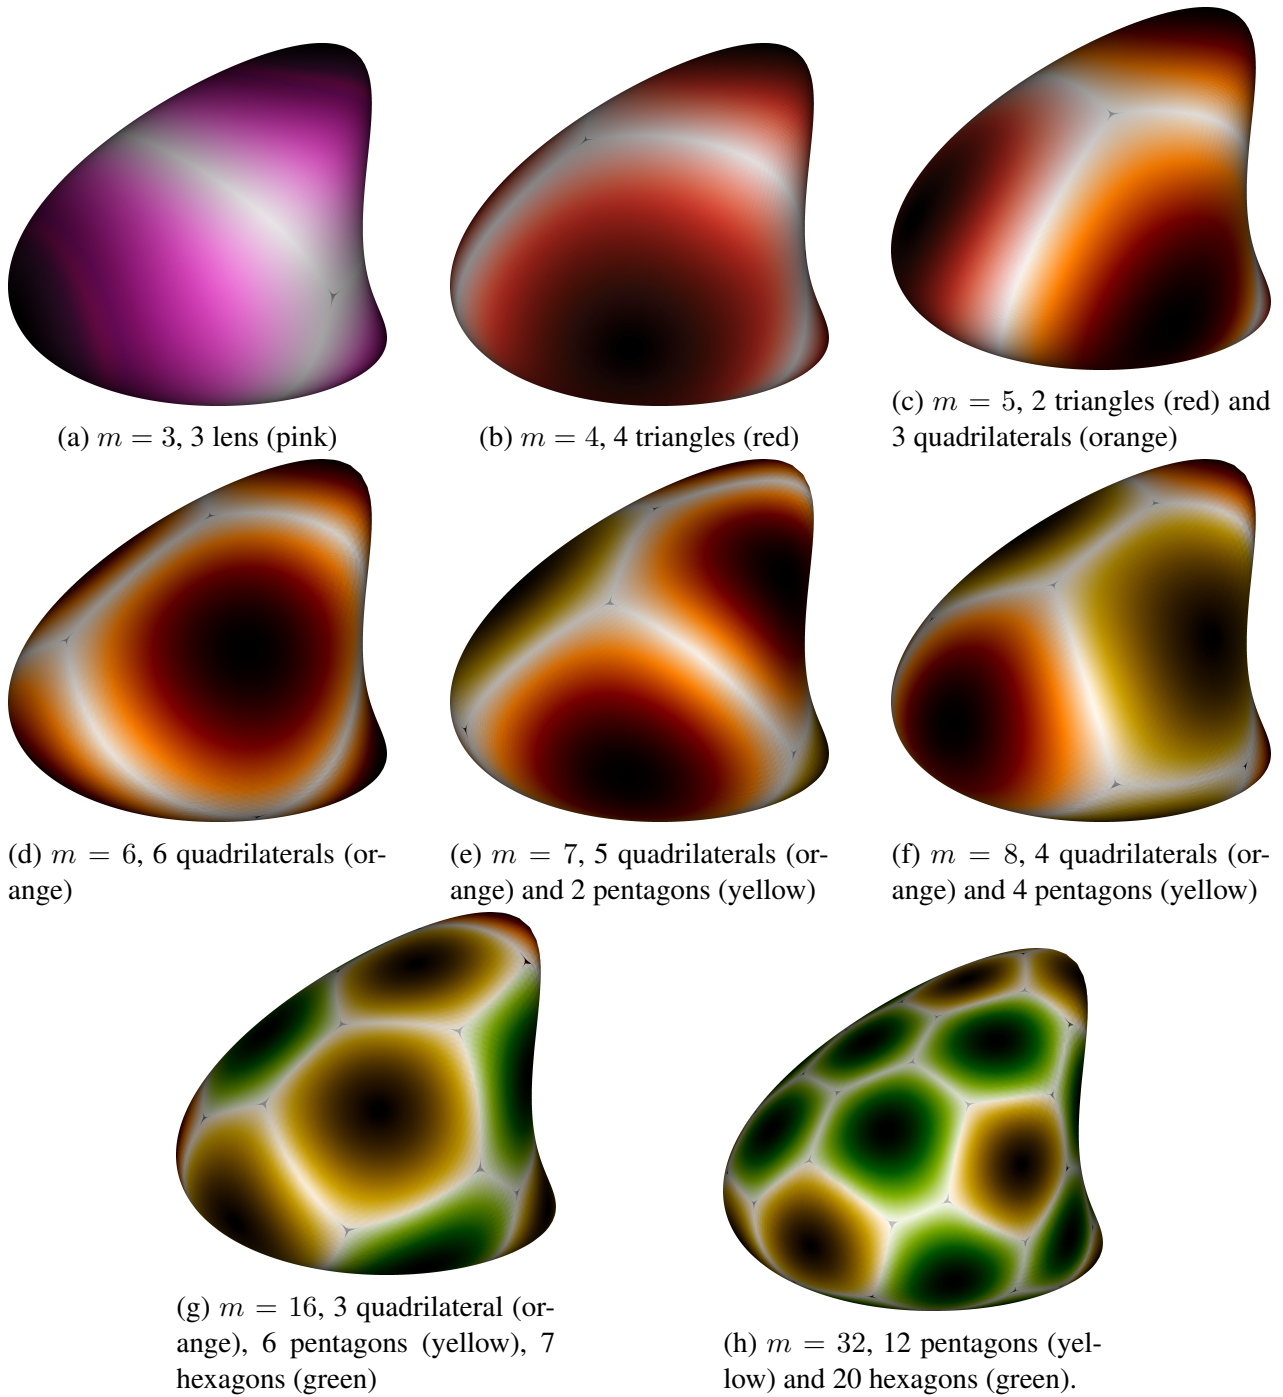 (a) m = 3, 3 lens (pink)
(b) m = 4, 4 triangles (red)
(c) m = 5, 2 triangles (red) and
3 quadrilaterals (orange)
(d) m = 6, 6 quadrilaterals (or-
ange)
(e) m = 7, 5 quadrilaterals (or-
ange) and 2 pentagons (yellow)
(f) m = 8, 4 quadrilaterals (or-
ange) and 4 pentagons (yellow)
(g) m = 16, 3 quadrilateral (or-
ange), 6 pentagons (yellow), 7
hexagons (green)
(h) m = 32, 12 pentagons (yel-
low) and 20 hexagons (green).